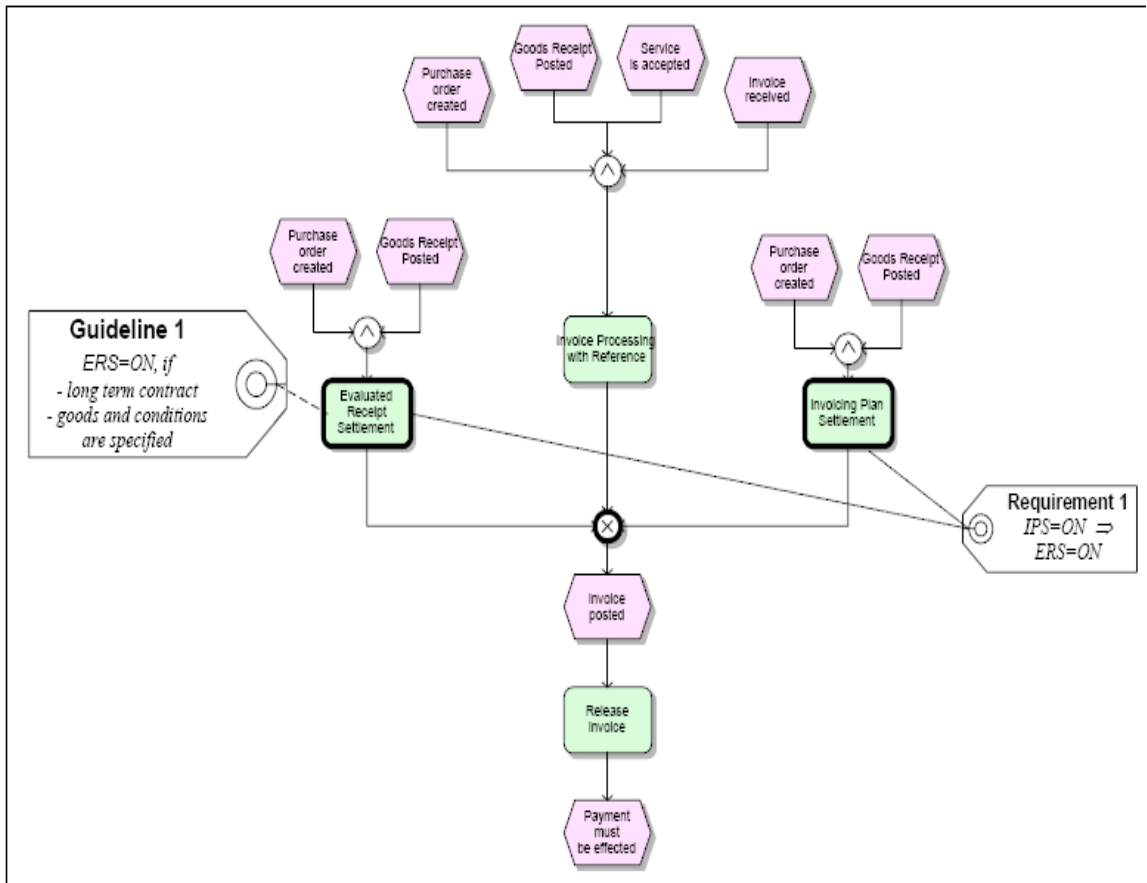 Goods Receipt
Posted
Service
is accepted
Purchase
order
created
Invoice
received
Purchase
order
created
Goods Receipt
Posted
Purchase
order
created
Goods Receipt
Posted
Guideline 1
ERS=ON, if
- long term contract
- goods and conditions
are specified
Invoice Processing
with Reference
Evaluated
Receipt
Settlement
Invoicing Plan
Settlement
Requirement 1
IPS=ON ⇒
ERS=ON
Invoice
posted
Release
Invoice
Payment
must
be effected